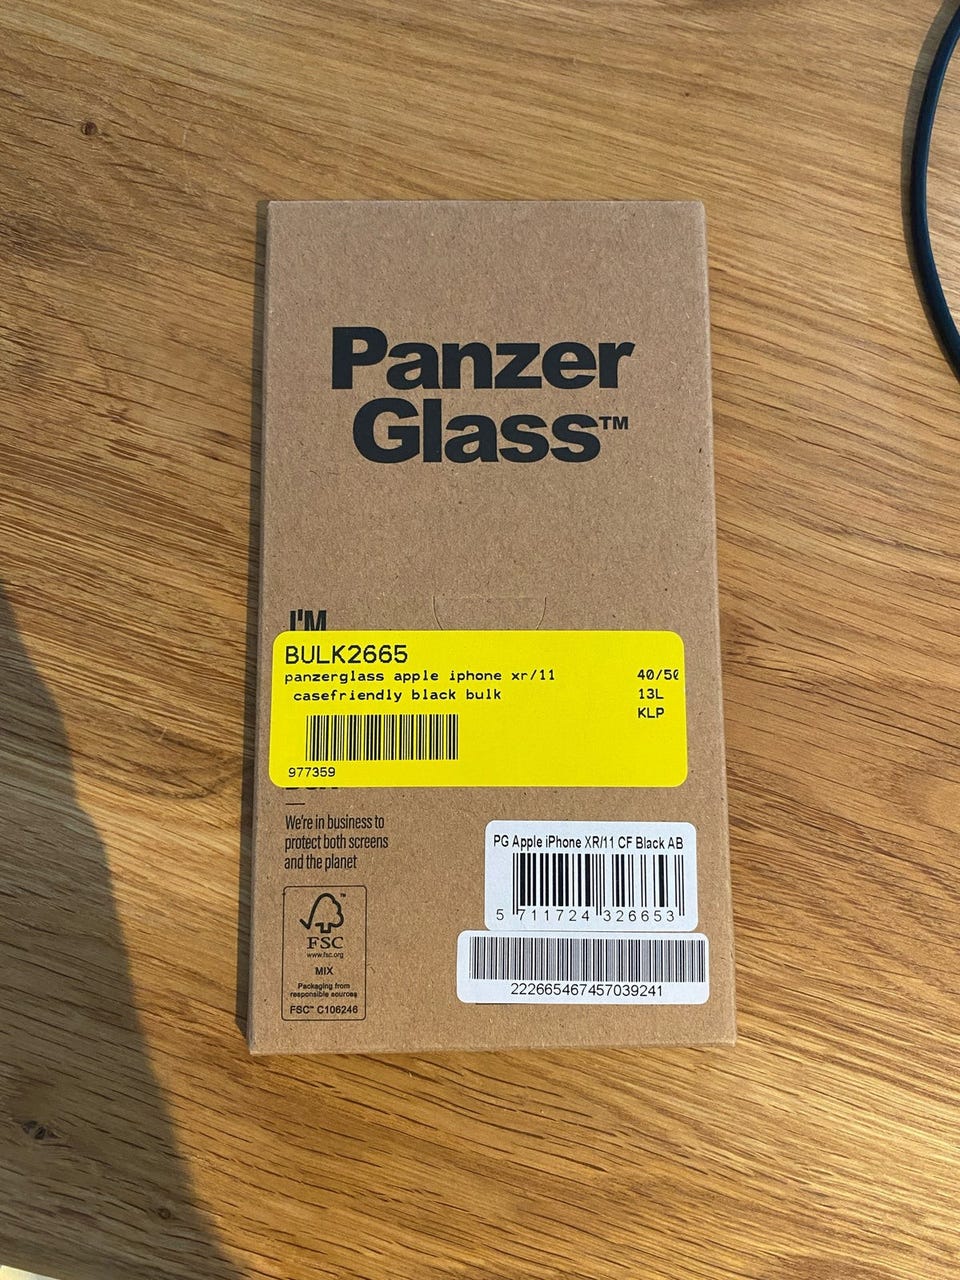 Panzer
Glass™
I'M
BULK2665
panzerglass apple iphone xr/11
casefriendly black bulk
40/50
13L
KLP
977359
We're in business to
protect both screens
and the planet
PG Apple iPhone XR/11 CF Black AB
5 711724 326653
222665467457039241
FSC™
www.fsc.org
MIX
Packaging from
responsible sources
FSC™ C106246